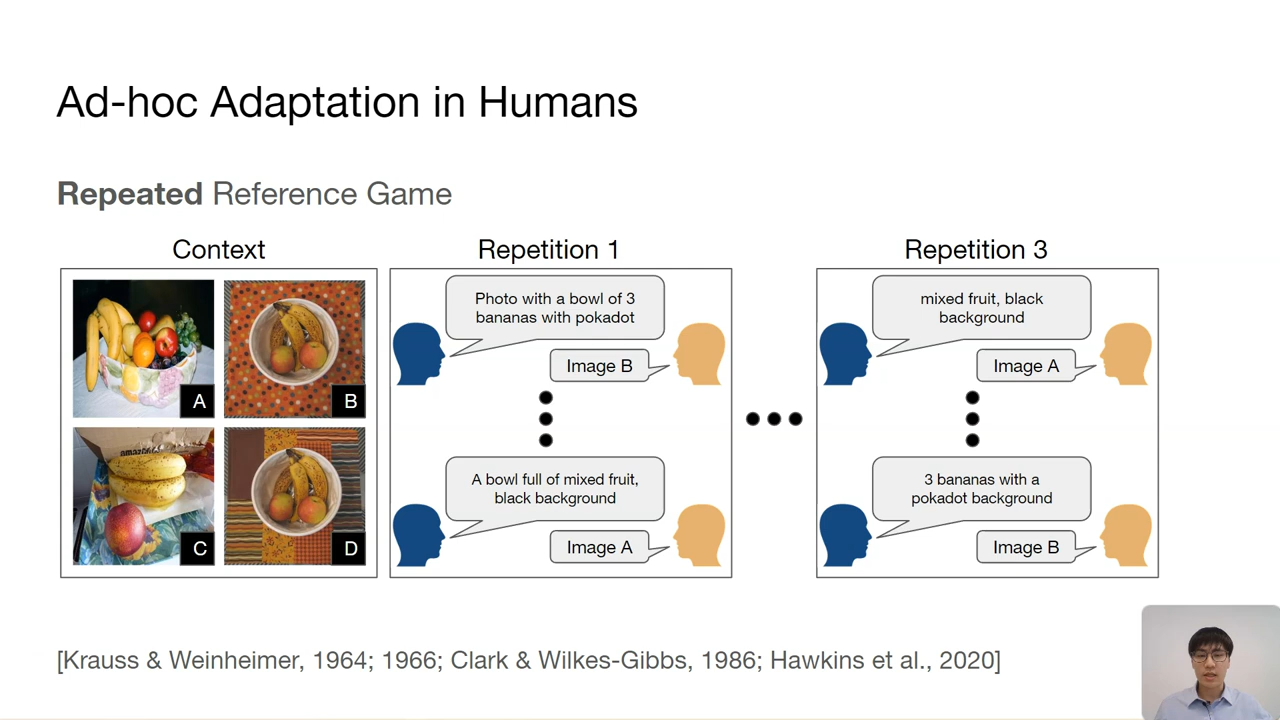 Ad-hoc Adaptation in Humans
Repeated Reference Game
Context
A
B
C
D
Repetition 1
Photo with a bowl of 3
bananas with pokadot
Image B
A bowl full of mixed fruit,
black background
Image A
Repetition 3
mixed fruit, black
background
Image A
3 bananas with a
pokadot background
Image B
[Krauss & Weinheimer, 1964; 1966; Clark & Wilkes-Gibbs, 1986; Hawkins et al., 2020]